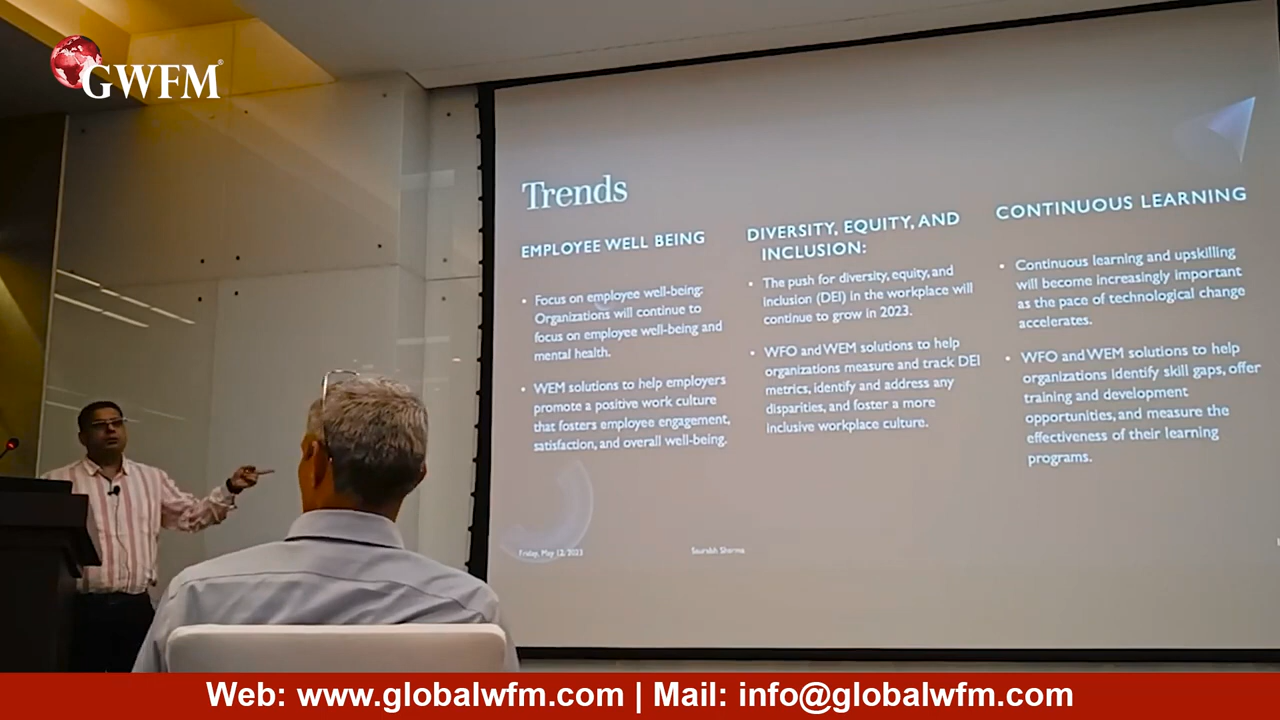 GWFM®
Trends
EMPLOYEE WELL BEING
• Focus on employee well-being:
Organizations will continue to
focus on employee well-being and
mental health.
• WEM solutions to help employers
promote a positive work culture
that fosters employee engagement,
satisfaction, and overall well-being.
DIVERSITY, EQUITY, AND
INCLUSION:
• The push for diversity, equity, and
inclusion (DEI) in the workplace will
continue to grow in 2023.
• WFO and WEM solutions to help
organizations measure and track DEI
metrics, identify and address any
disparities, and foster a more
inclusive workplace culture.
CONTINUOUS LEARNING
• Continuous learning and upskilling
will become increasingly important
as the pace of technological change
accelerates.
• WFO and WEM solutions to help
organizations identify skill gaps, offer
training and development
opportunities, and measure the
effectiveness of their learning
programs.
Friday, May 12, 2023
Saurabh Sharma
Web: www.globalwfm.com | Mail: info@globalwfm.com